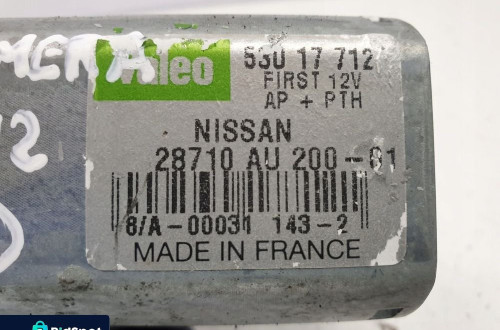 Valeo
530 17 712
FIRST 12V
AP + PTH
NISSAN
28710 AU 200-01
8/A-00031 143-2
MADE IN FRANCE
BidSpot